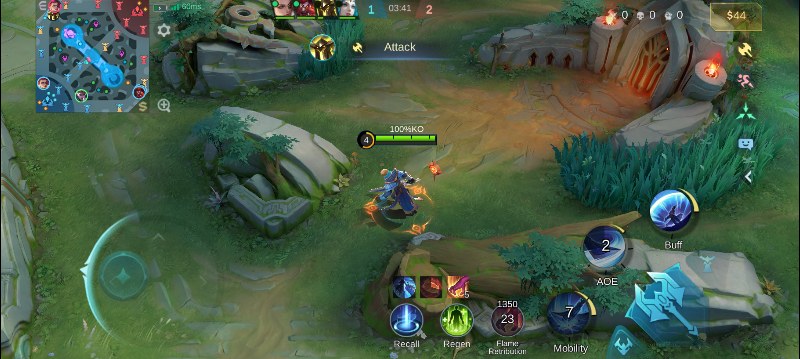 60ms
1 03:41 2
0 0 0
$44
Attack
100%KO
4
2
Buff
AOE
5
1350
23
7
Recall
Regen
Flame
Retribution
Mobility